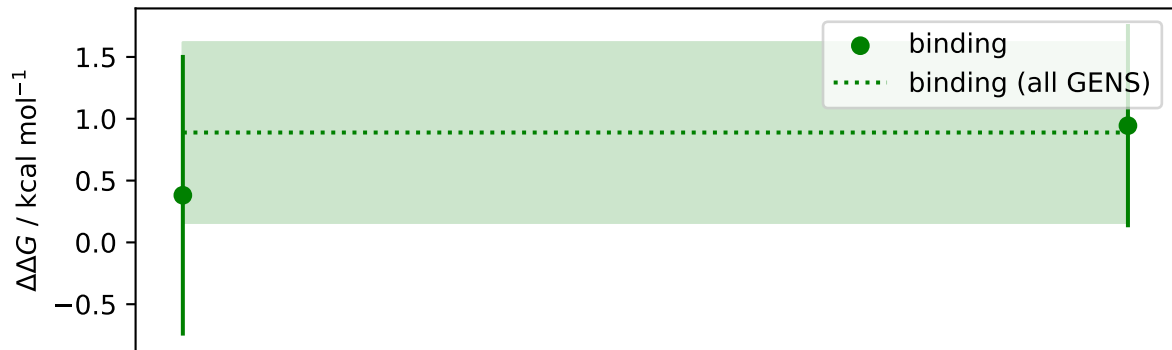 ΔΔG / kcal mol⁻¹
1.5
1.0
0.5
0.0
−0.5
binding
binding (all GENS)